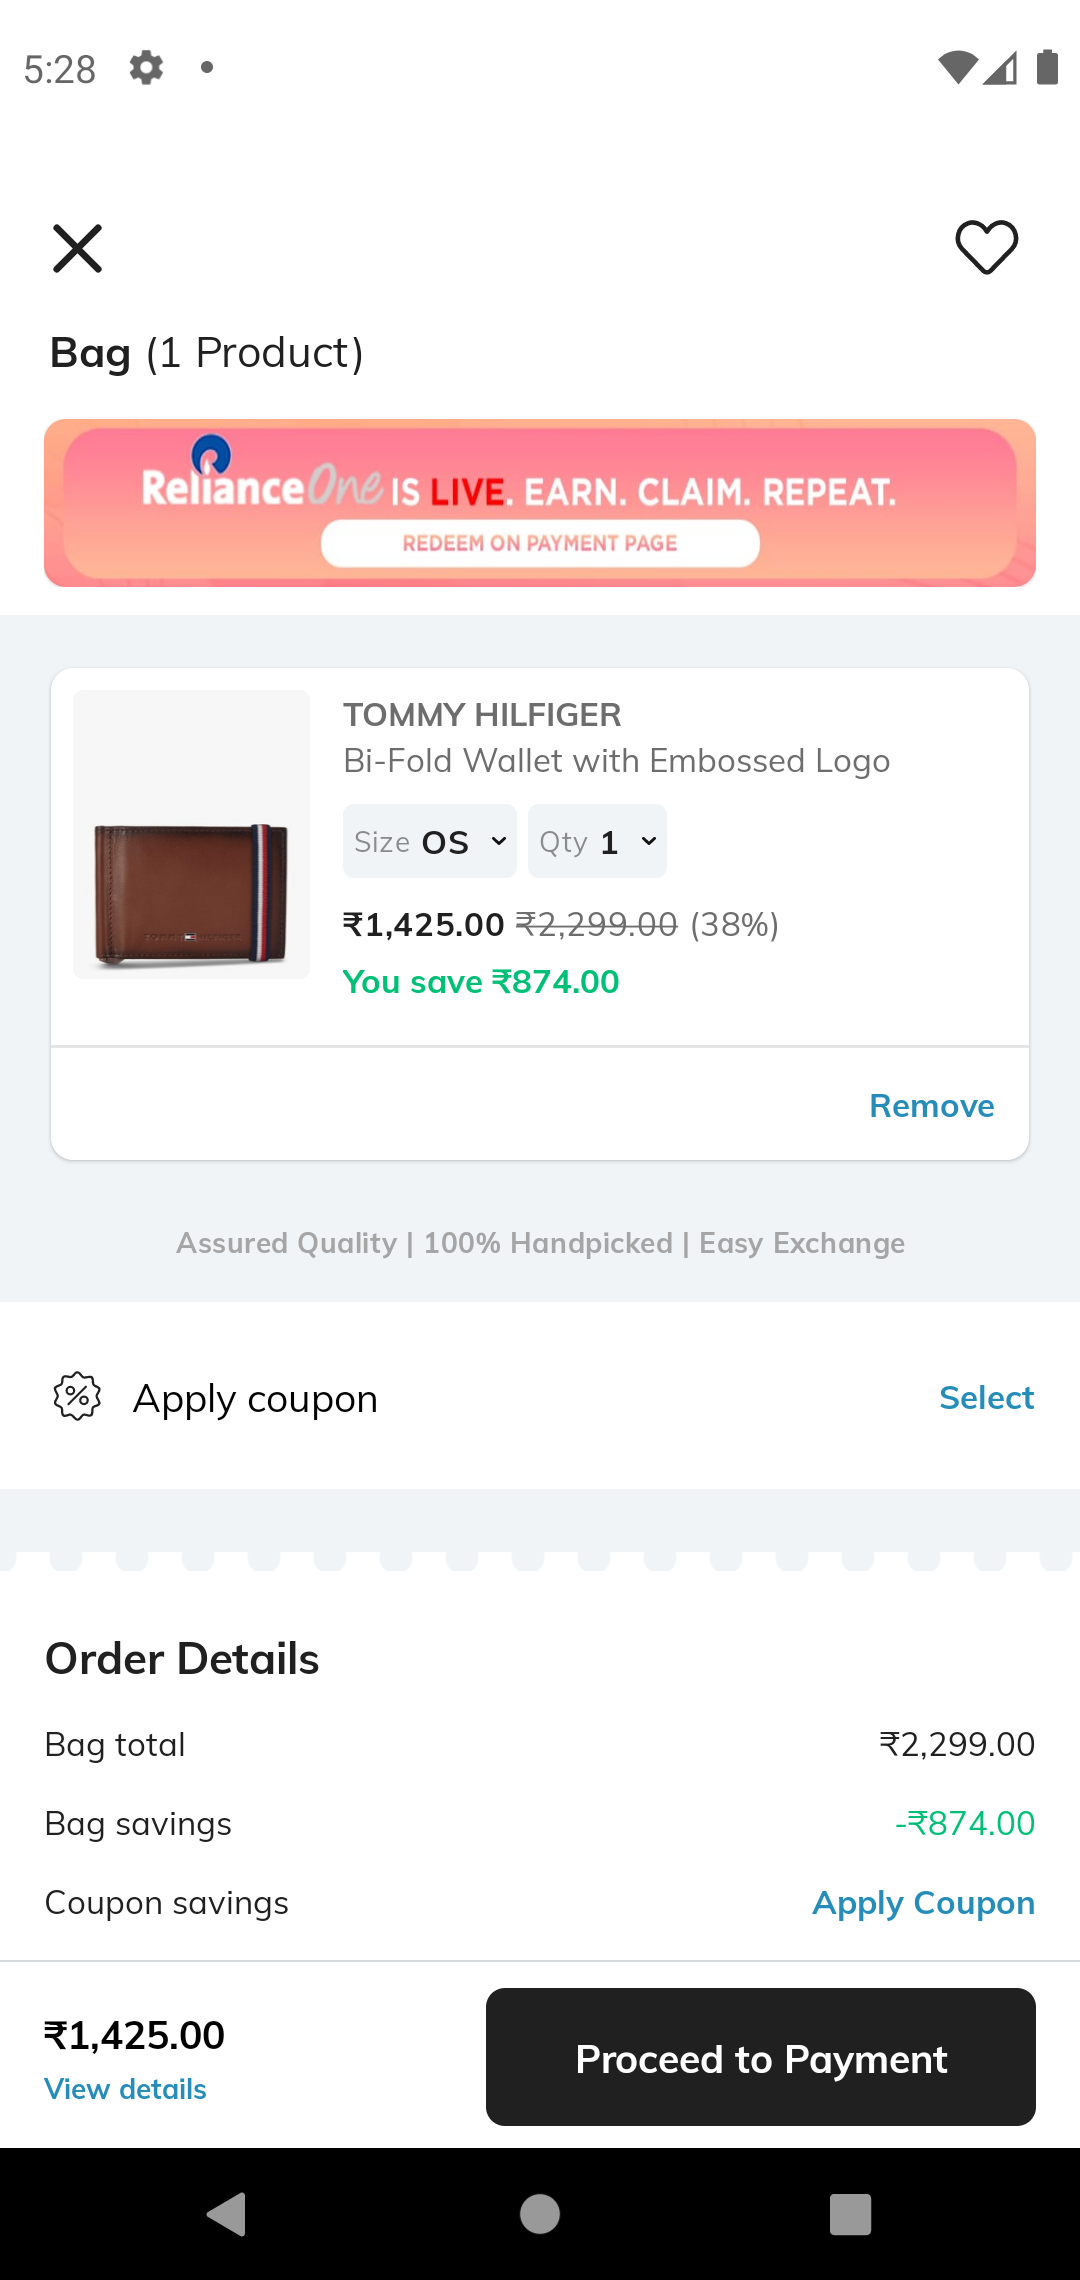 5:28
Bag (1 Product)
RelianceOne IS LIVE. EARN. CLAIM. REPEAT.
REDEEM ON PAYMENT PAGE
TOMMY HILFIGER
Bi-Fold Wallet with Embossed Logo
Size OS Qty 1
₹1,425.00 ₹2,299.00 (38%)
You save ₹874.00
Remove
Assured Quality | 100% Handpicked | Easy Exchange
Apply coupon Select
Order Details
Bag total ₹2,299.00
Bag savings -₹874.00
Coupon savings Apply Coupon
₹1,425.00
View details
Proceed to Payment